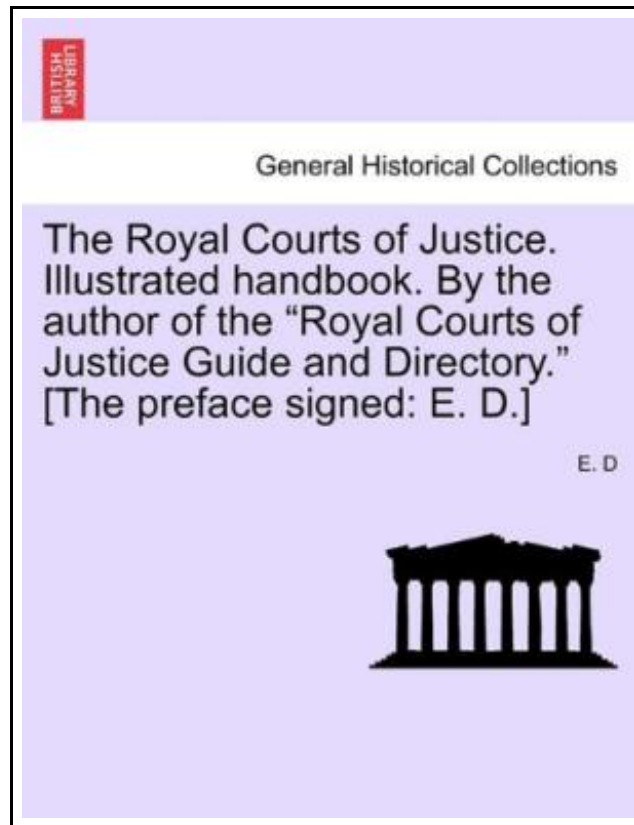 BRITISH
LIBRARY
General Historical Collections
The Royal Courts of Justice.
Illustrated handbook. By the
author of the “Royal Courts of
Justice Guide and Directory.”
[The preface signed: E. D.]
E. D